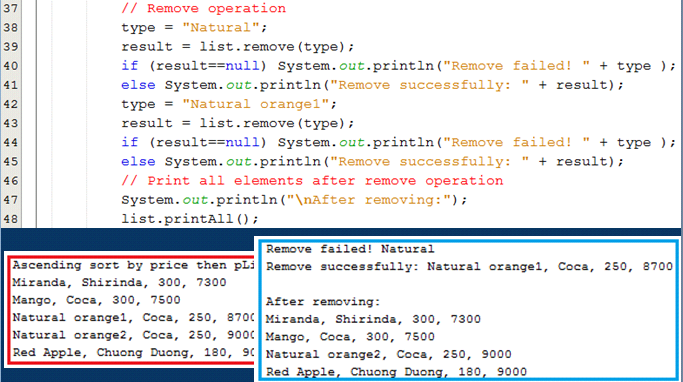 37 // Remove operation
38 type = "Natural";
39 result = list.remove(type);
40 if (result==null) System.out.println("Remove failed! " + type );
41 else System.out.println("Remove successfully: " + result);
42 type = "Natural orange1";
43 result = list.remove(type);
44 if (result==null) System.out.println("Remove failed! " + type );
45 else System.out.println("Remove successfully: " + result);
46 // Print all elements after remove operation
47 System.out.println("\nAfter removing:");
48 list.printAll();
Ascending sort by price then pLi
Miranda, Shirinda, 300, 7300
Mango, Coca, 300, 7500
Natural orange1, Coca, 250, 8700
Natural orange2, Coca, 250, 9000
Red Apple, Chuong Duong, 180, 90
Remove failed! Natural
Remove successfully: Natural orange1, Coca, 250, 8700
After removing:
Miranda, Shirinda, 300, 7300
Mango, Coca, 300, 7500
Natural orange2, Coca, 250, 9000
Red Apple, Chuong Duong, 180, 9000